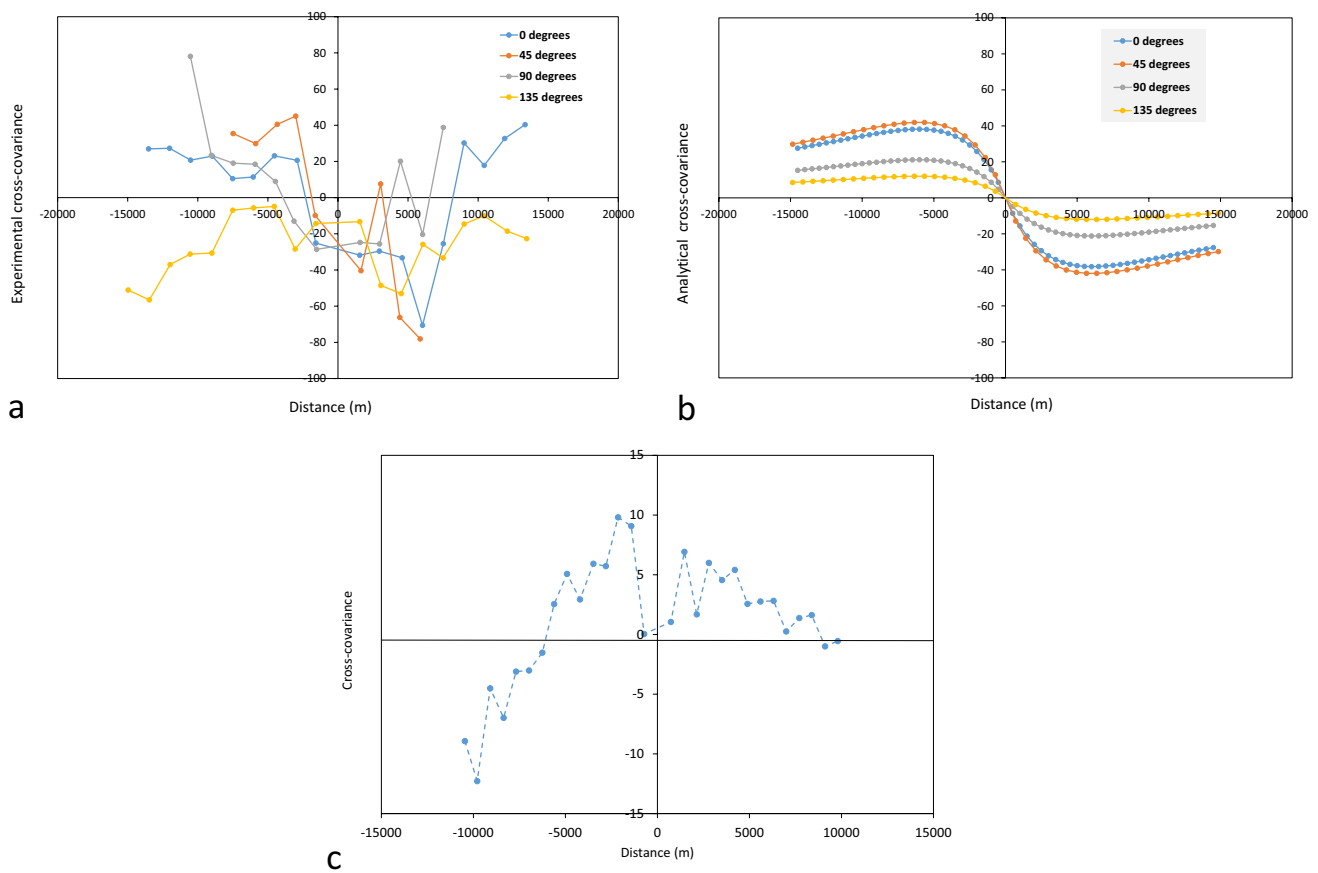 100
80
60
40
20
0
-20
-40
-60
-80
-100
-20000 -15000 -10000 -5000 0 5000 10000 15000 20000
0 degrees
45 degrees
90 degrees
135 degrees
Experimental cross-covariance
Distance (m)
a
100
80
60
40
20
0
-20
-40
-60
-80
-100
-20000 -15000 -10000 -5000 0 5000 10000 15000 20000
0 degrees
45 degrees
90 degrees
135 degrees
Analytical cross-covariance
Distance (m)
b
15
10
5
0
-5
-10
-15
-15000 -10000 -5000 0 5000 10000 15000
Cross-covariance
Distance (m)
c